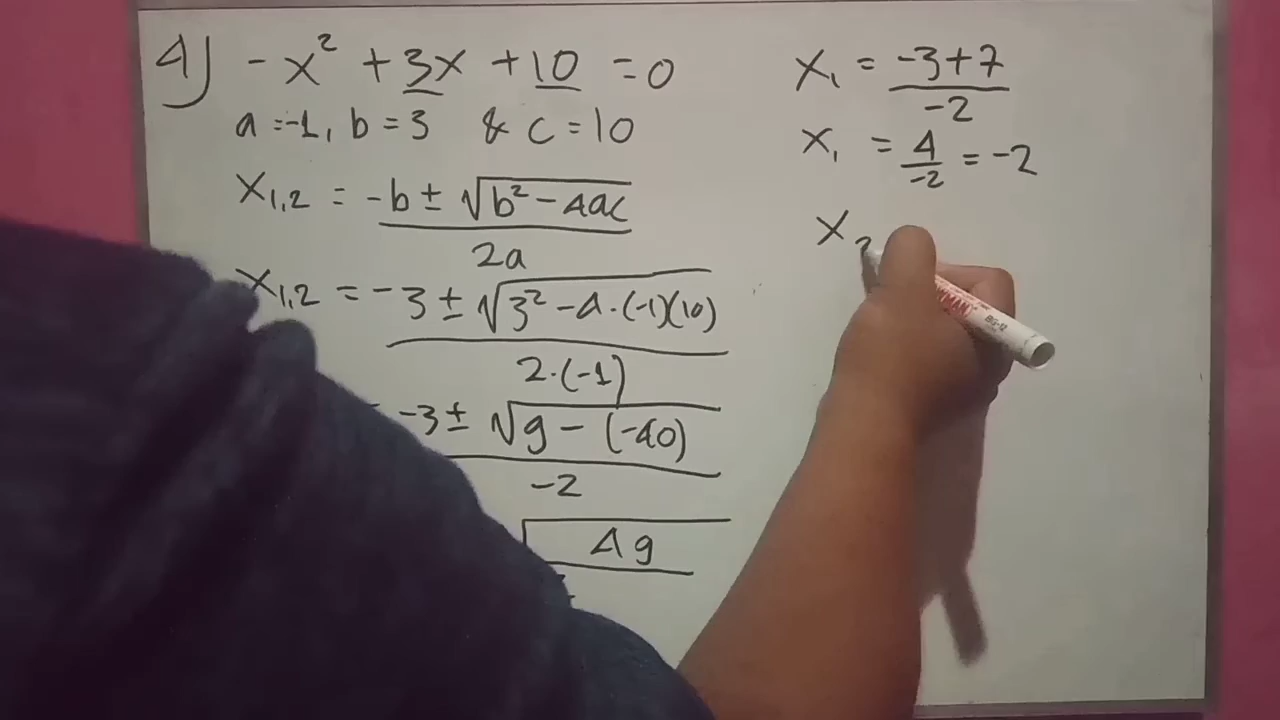 4) -x² + 3x + 10 = 0
a = -1, b = 3 & c = 10
x₁,₂ = -b ± √b² - 4ac
2a
x₁,₂ = -3 ± √3² - 4·(-1)(10)
2·(-1)
-3 ± √9 - (-40)
-2
√49
x₁ = -3+7
-2
x₁ = 4/-2 = -2
x₂